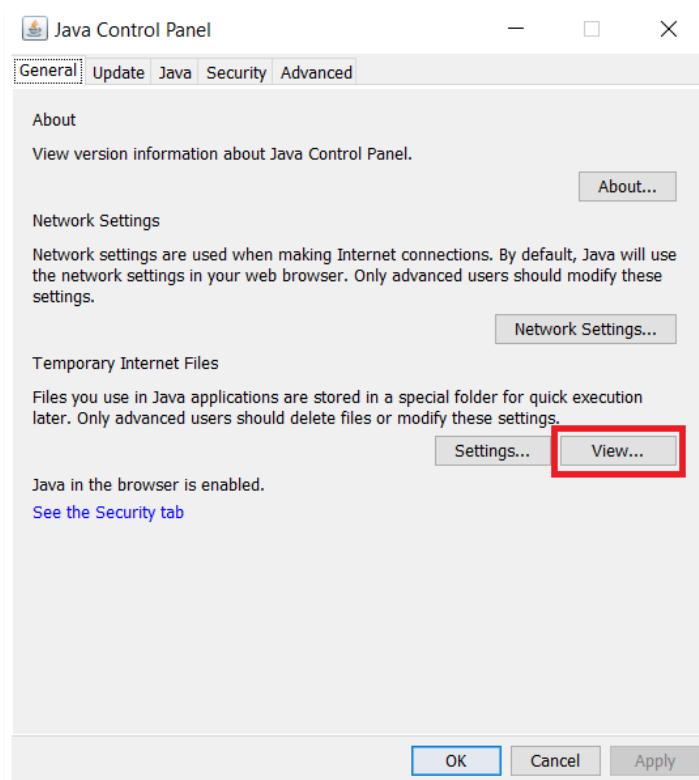 Java Control Panel
General Update Java Security Advanced
About
View version information about Java Control Panel.
About...
Network Settings
Network settings are used when making Internet connections. By default, Java will use
the network settings in your web browser. Only advanced users should modify these
settings.
Network Settings...
Temporary Internet Files
Files you use in Java applications are stored in a special folder for quick execution
later. Only advanced users should delete files or modify these settings.
Settings... View...
Java in the browser is enabled.
See the Security tab
OK Cancel Apply